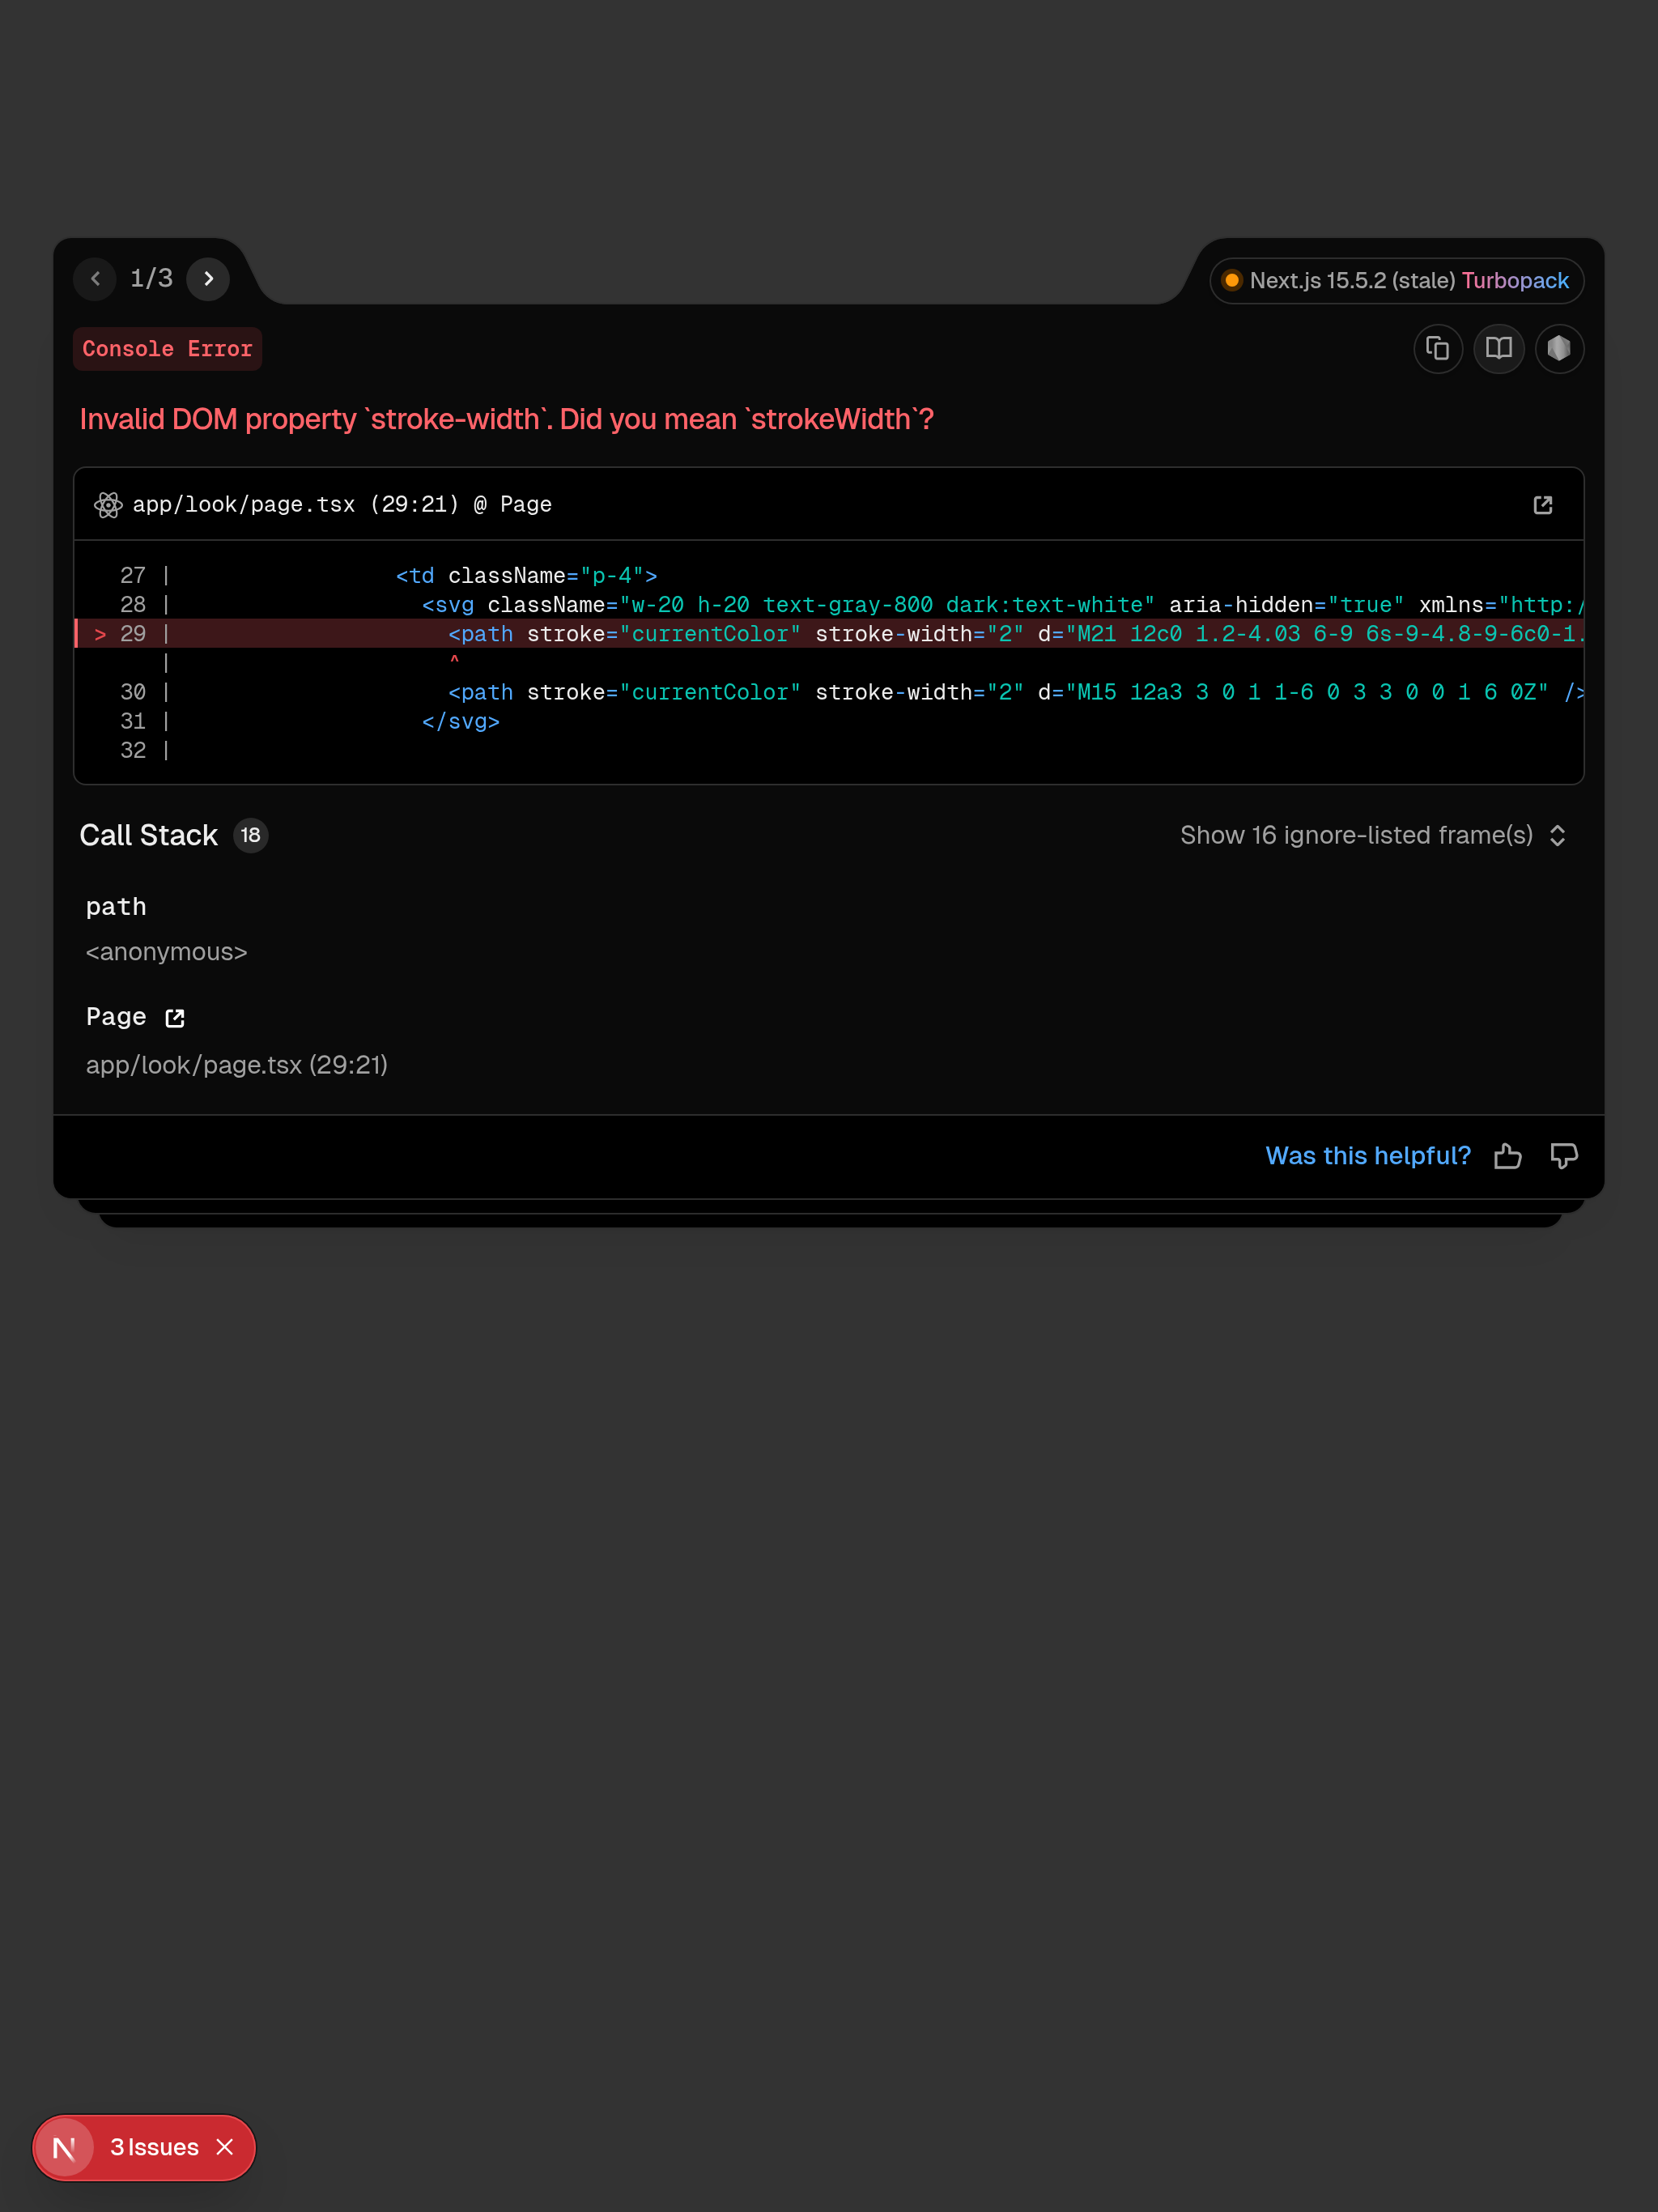 1/3
Next.js 15.5.2 (stale) Turbopack
Console Error
Invalid DOM property `stroke-width`. Did you mean `strokeWidth`?
app/look/page.tsx (29:21) @ Page
27 | <td className="p-4">
28 | <svg className="w-20 h-20 text-gray-800 dark:text-white" aria-hidden="true" xmlns="http:/
> 29 | <path stroke="currentColor" stroke-width="2" d="M21 12c0 1.2-4.03 6-9 6s-9-4.8-9-6c0-1.
| ^
30 | <path stroke="currentColor" stroke-width="2" d="M15 12a3 3 0 1 1-6 0 3 3 0 0 1 6 0Z" />
31 | </svg>
32 |
Call Stack 18
Show 16 ignore-listed frame(s)
path
<anonymous>
Page
app/look/page.tsx (29:21)
Was this helpful?
N 3 Issues